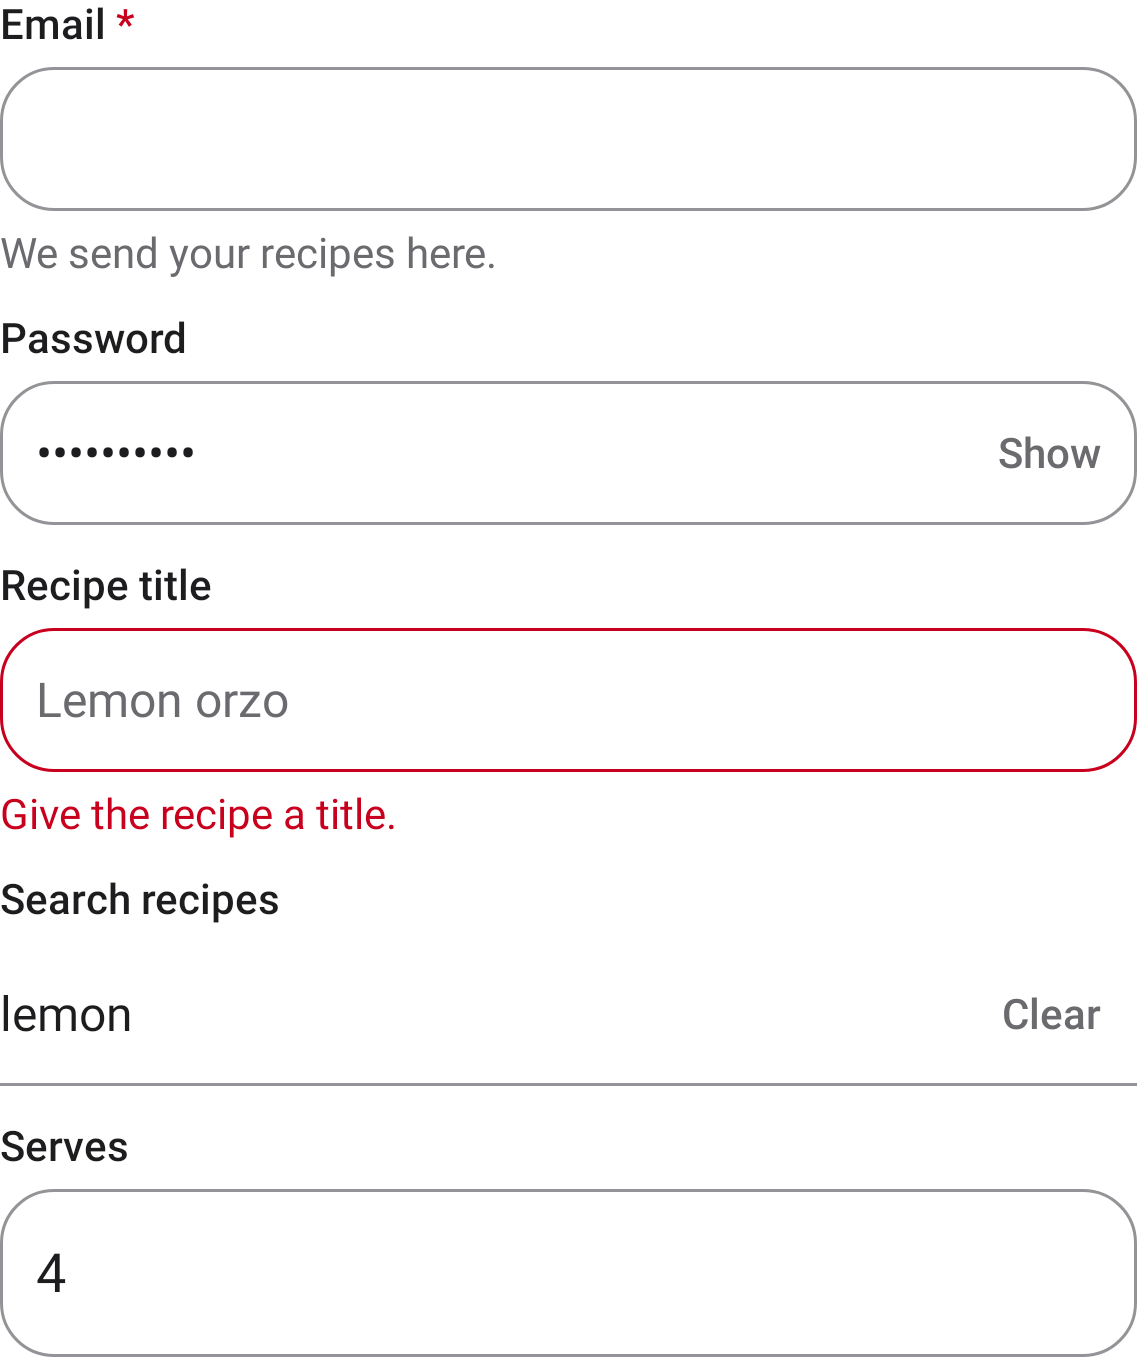 Email *
We send your recipes here.
Password
••••••••••
Show
Recipe title
Lemon orzo
Give the recipe a title.
Search recipes
lemon
Clear
Serves
4